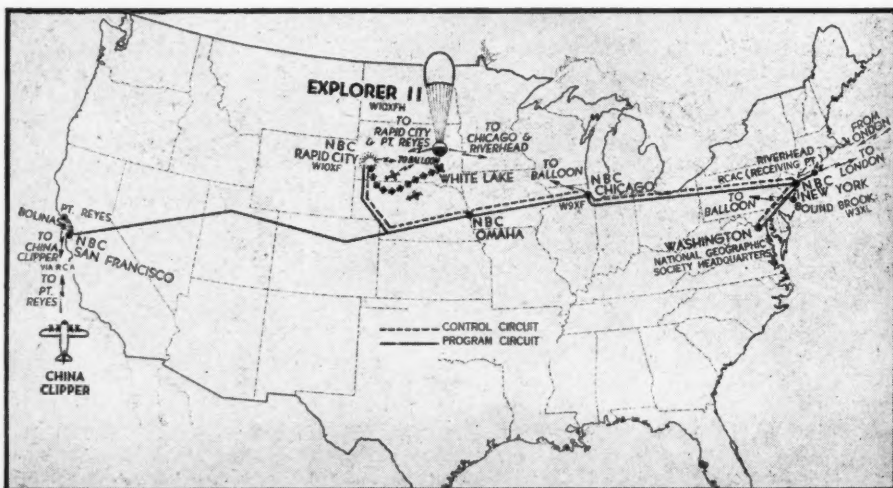 EXPLORER II
W10XFH
TO
RAPID CITY
& PT. REYES
TO
CHICAGO &
RIVERHEAD
NBC
RAPID CITY
W10XF
TO BALLOON
WHITE LAKE
TO
BALLOON
NBC
CHICAGO
W9XF
RIVERHEAD
RCAC (RECEIVING PT.
FROM
LONDON
TO
LONDON
NBC
NEW YORK
BOUND BROOK
W3XL
TO
BALLOON
WASHINGTON
NATIONAL GEOGRAPHIC
SOCIETY HEADQUARTERS
NBC
OMAHA
BOLINAS
PT. REYES
TO
CHINA
CLIPPER
VIA RCA
NBC
SAN FRANCISCO
TO
PT.
REYES
CHINA
CLIPPER
CONTROL CIRCUIT
PROGRAM CIRCUIT